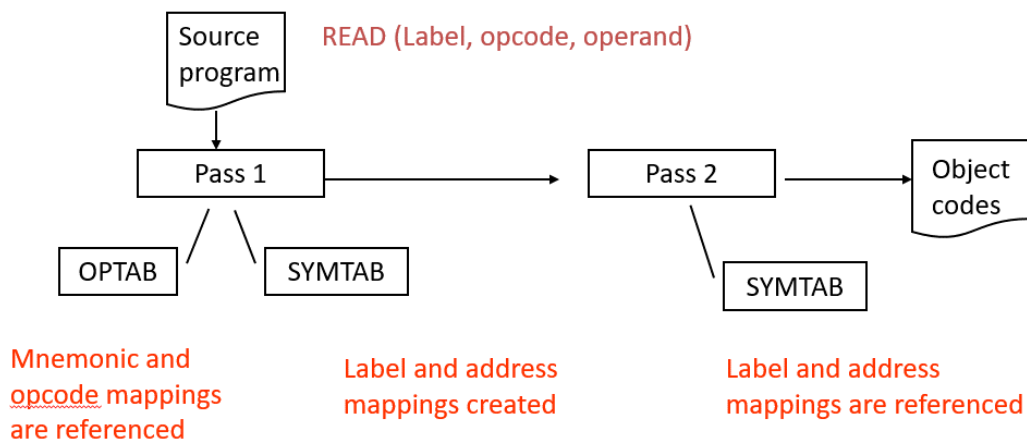 Source
program
READ (Label, opcode, operand)
Pass 1
Pass 2
Object
codes
OPTAB
SYMTAB
SYMTAB
Mnemonic and
opcode mappings
are referenced
Label and address
mappings created
Label and address
mappings are referenced